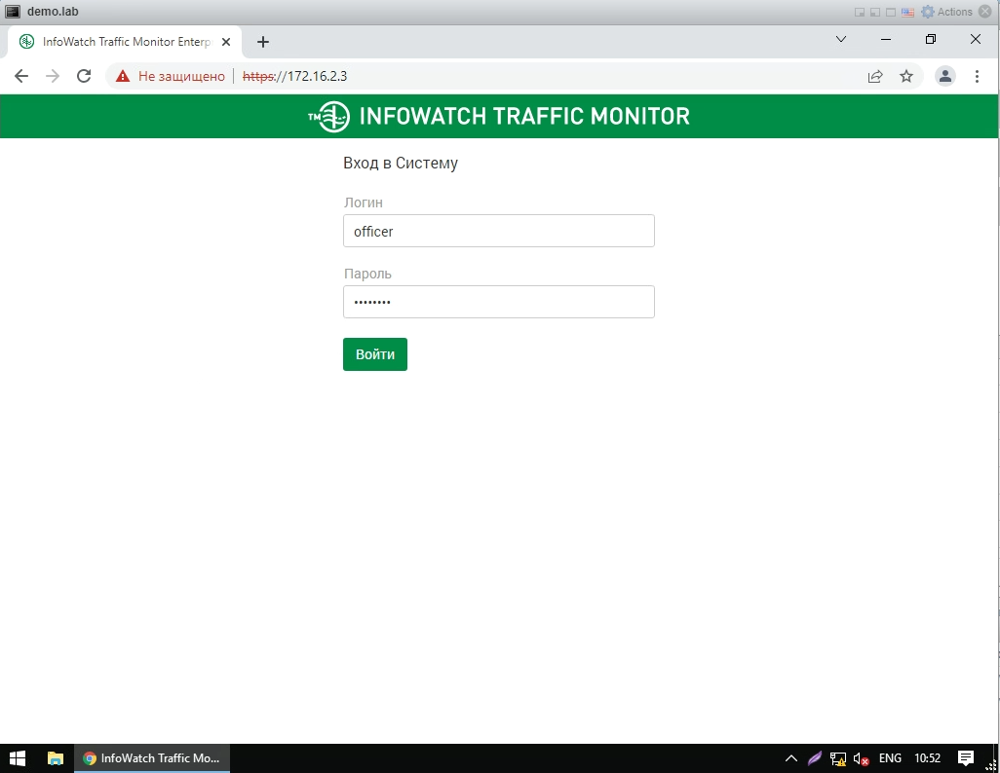 demo.lab
Actions
InfoWatch Traffic Monitor Enterp
Не защищено
https://172.16.2.3
TM INFOWATCH TRAFFIC MONITOR
Вход в Систему
Логин
officer
Пароль
••••••••
Войти
InfoWatch Traffic Mo...
ENG
10:52